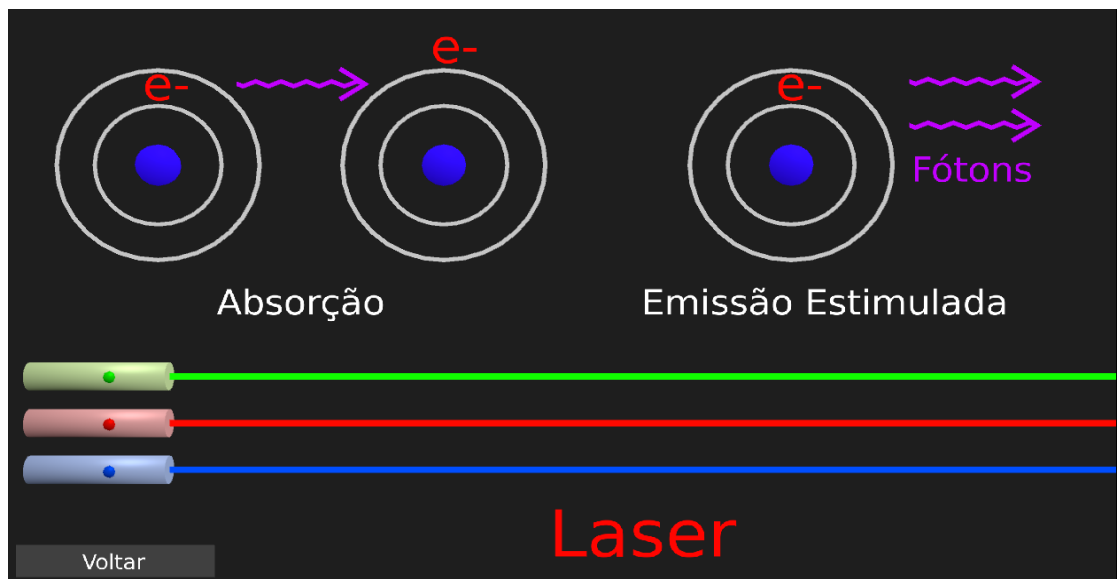 e-
e-
e-
Fótons
Absorção
Emissão Estimulada
Laser
Voltar